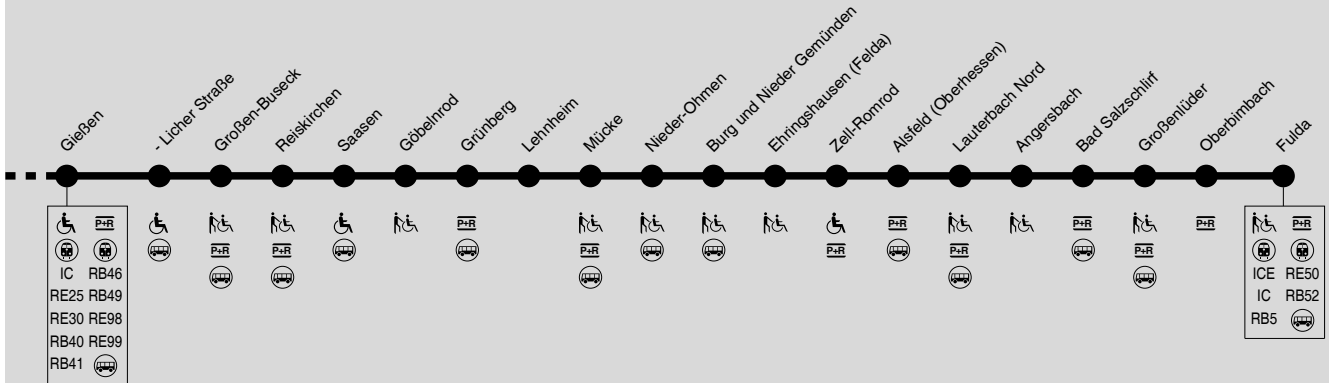 Gießen
- Licher Straße
Großen-Buseck
Reiskirchen
Saasen
Göbelnrod
Grünberg
Lehnheim
Mücke
Nieder-Ohmen
Burg und Nieder Gemünden
Ehringshausen (Felda)
Zell-Romrod
Alsfeld (Oberhessen)
Lauterbach Nord
Angersbach
Bad Salzschlirf
Großenlüder
Oberbimbach
Fulda
P+R
IC RB46
RE25 RB49
RE30 RE98
RB40 RE99
RB41
P+R
P+R
P+R
P+R
P+R
P+R
P+R
P+R
P+R
P+R
P+R
ICE RE50
IC RB52
RB5